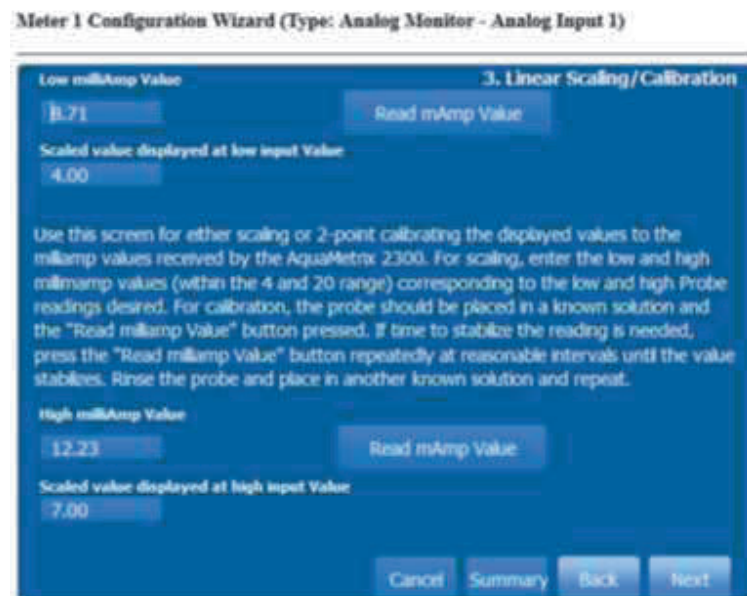 Meter 1 Configuration Wizard (Type: Analog Monitor - Analog Input 1)
Low milliAmp Value
3. Linear Scaling/Calibration
8.71
Read mAmp Value
Scaled value displayed at low input Value
4.00
Use this screen for either scaling or 2-point calibrating the displayed values to the
millamp values received by the AquaMetrix 2300. For scaling, enter the low and high
millmamp values (within the 4 and 20 range) corresponding to the low and high Probe
readings desired. For calibration, the probe should be placed in a known solution and
the "Read millamp Value" button pressed. If time to stabilize the reading is needed,
press the "Read millamp Value" button repeatedly at reasonable intervals until the value
stabilizes. Rinse the probe and place in another known solution and repeat.
High milliAmp Value
12.23
Read mAmp Value
Scaled value displayed at high input Value
7.00
Cancel Summary Back Next